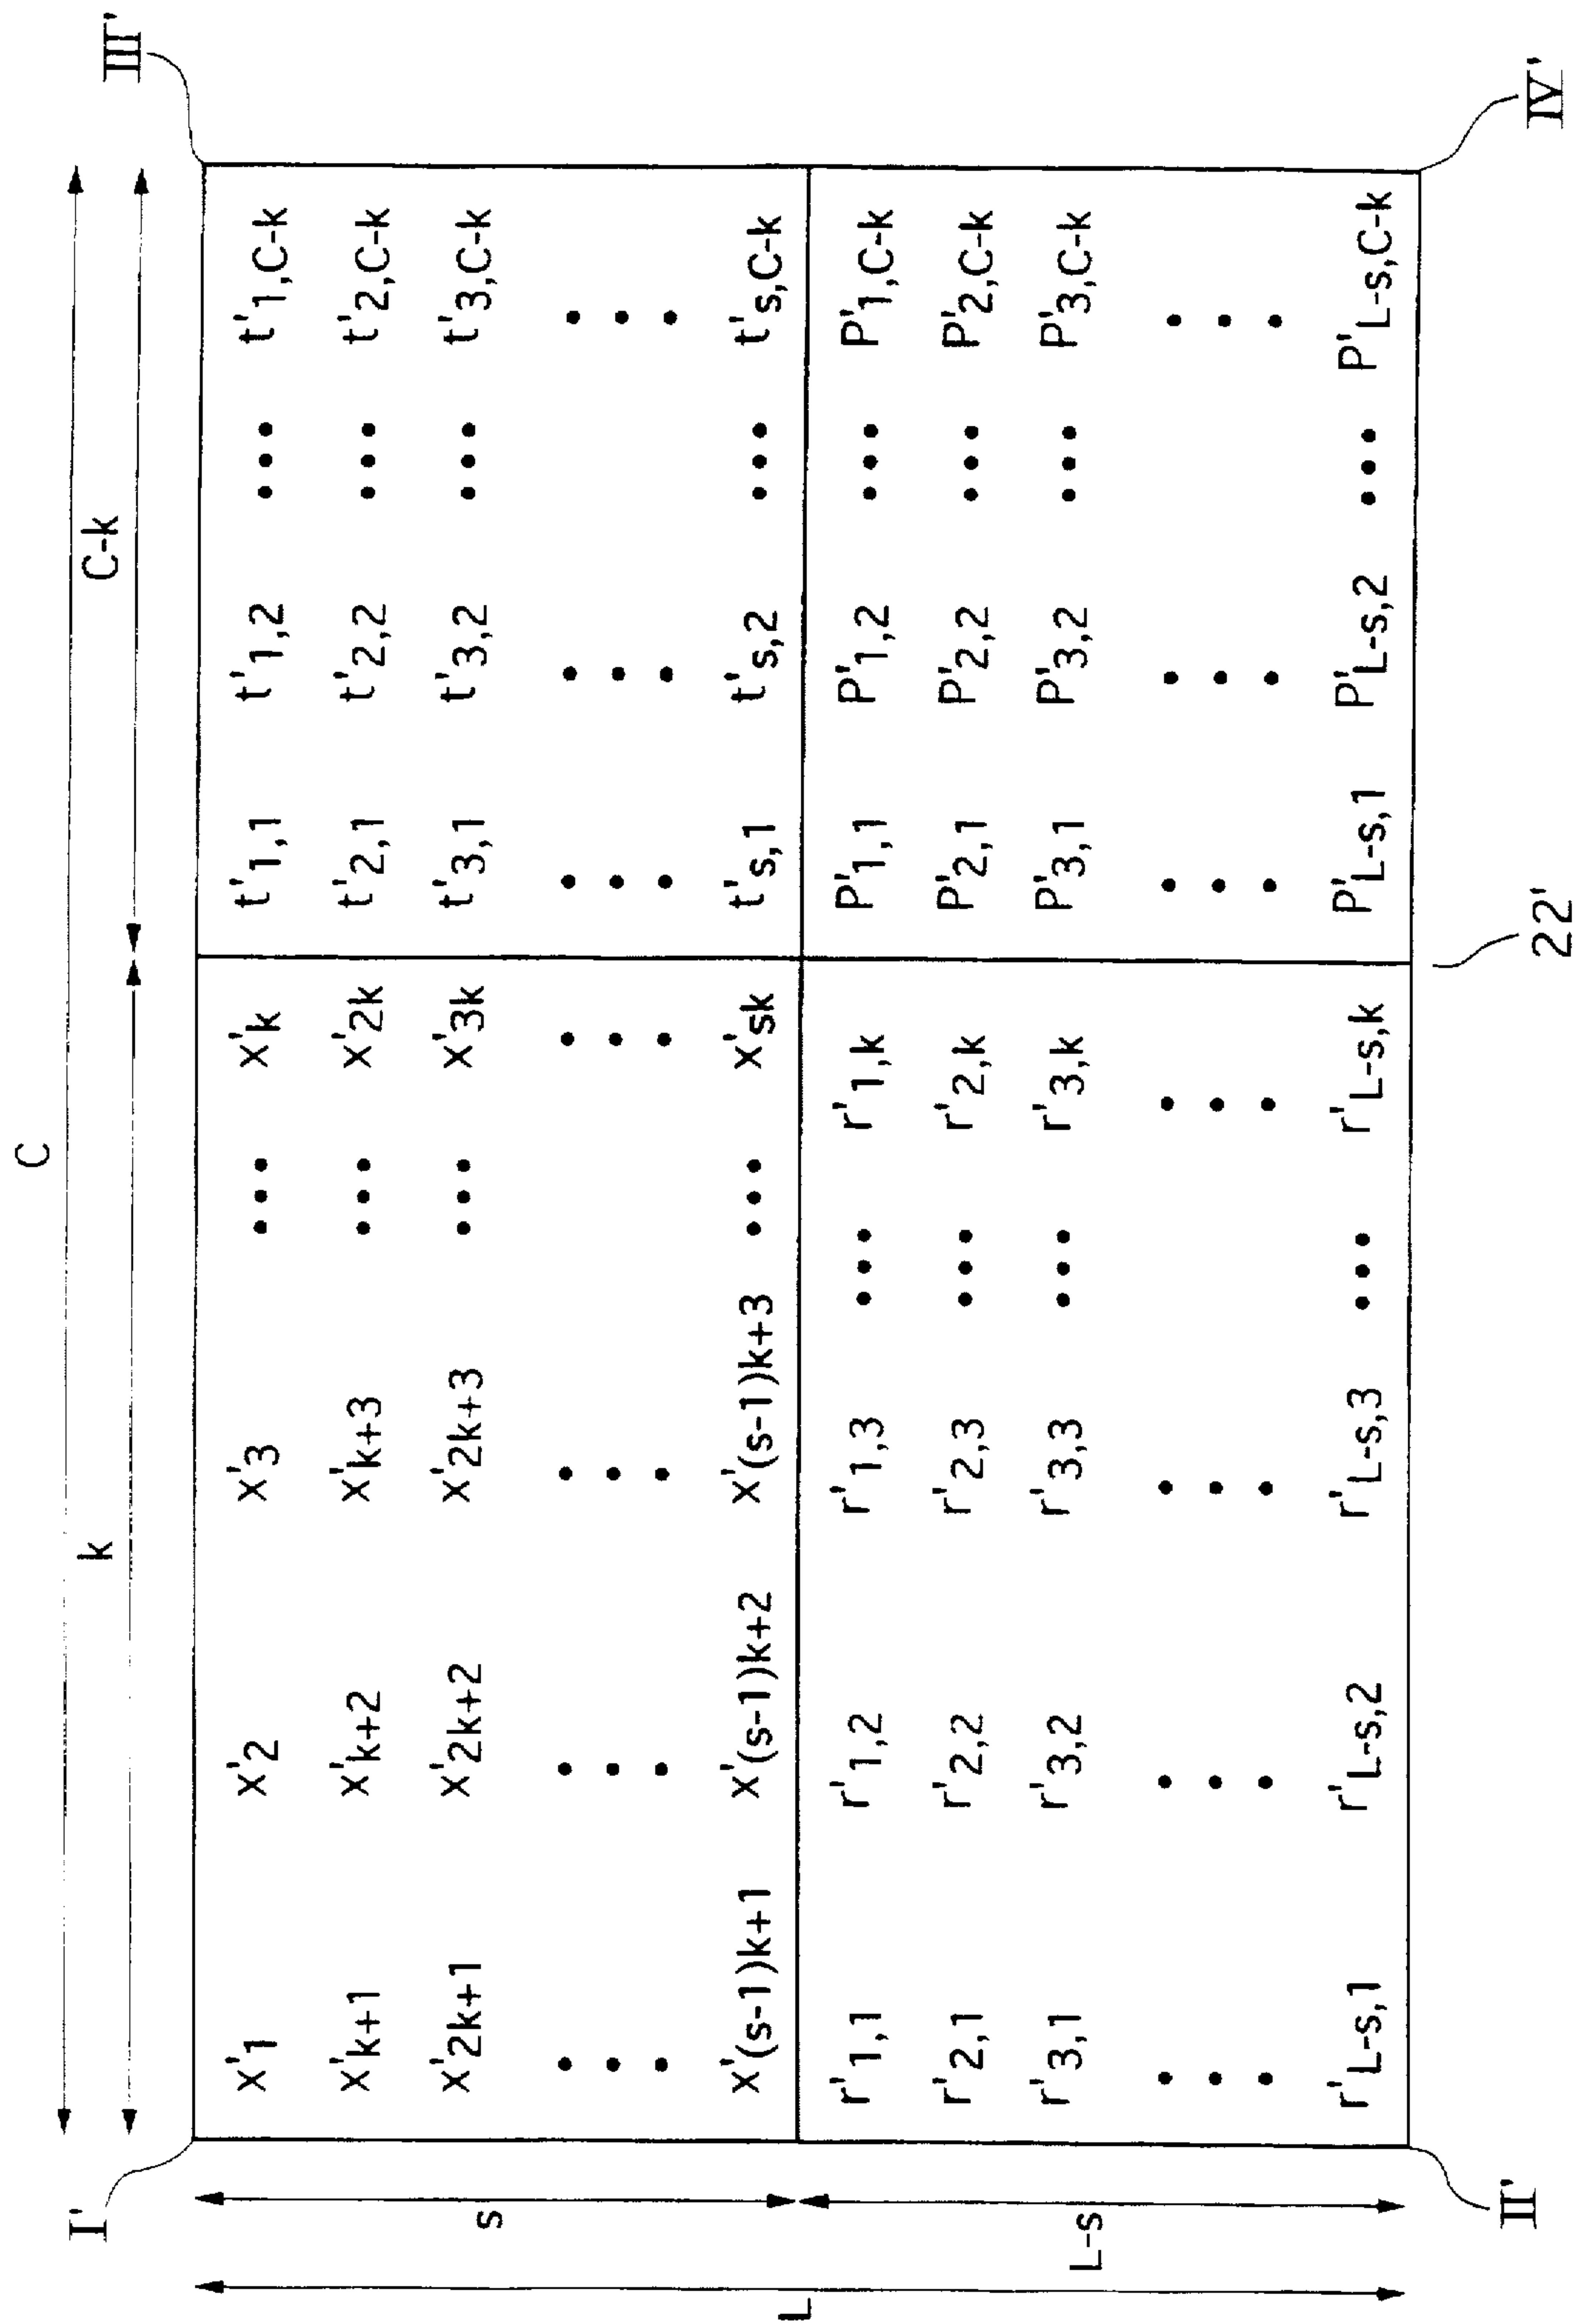 C
k C-k
I' III'
L
s
L-s
x'1 x'2 x'3 ••• x'k t'1,1 t'1,2 ••• t'1,C-k
x'k+1 x'k+2 x'k+3 ••• x'2k t'2,1 t'2,2 ••• t'2,C-k
x'2k+1 x'2k+2 x'2k+3 ••• x'3k t'3,1 t'3,2 ••• t'3,C-k
x'(s-1)k+1 x'(s-1)k+2 x'(s-1)k+3 ••• x'sk t's,1 t's,2 ••• t's,C-k
r'1,1 r'1,2 r'1,3 ••• r'1,k P'1,1 P'1,2 ••• P'1,C-k
r'2,1 r'2,2 r'2,3 ••• r'2,k P'2,1 P'2,2 ••• P'2,C-k
r'3,1 r'3,2 r'3,3 ••• r'3,k P'3,1 P'3,2 ••• P'3,C-k
r'L-s,1 r'L-s,2 r'L-s,3 ••• r'L-s,k P'L-s,1 P'L-s,2 ••• P'L-s,C-k
II' 22' IV'